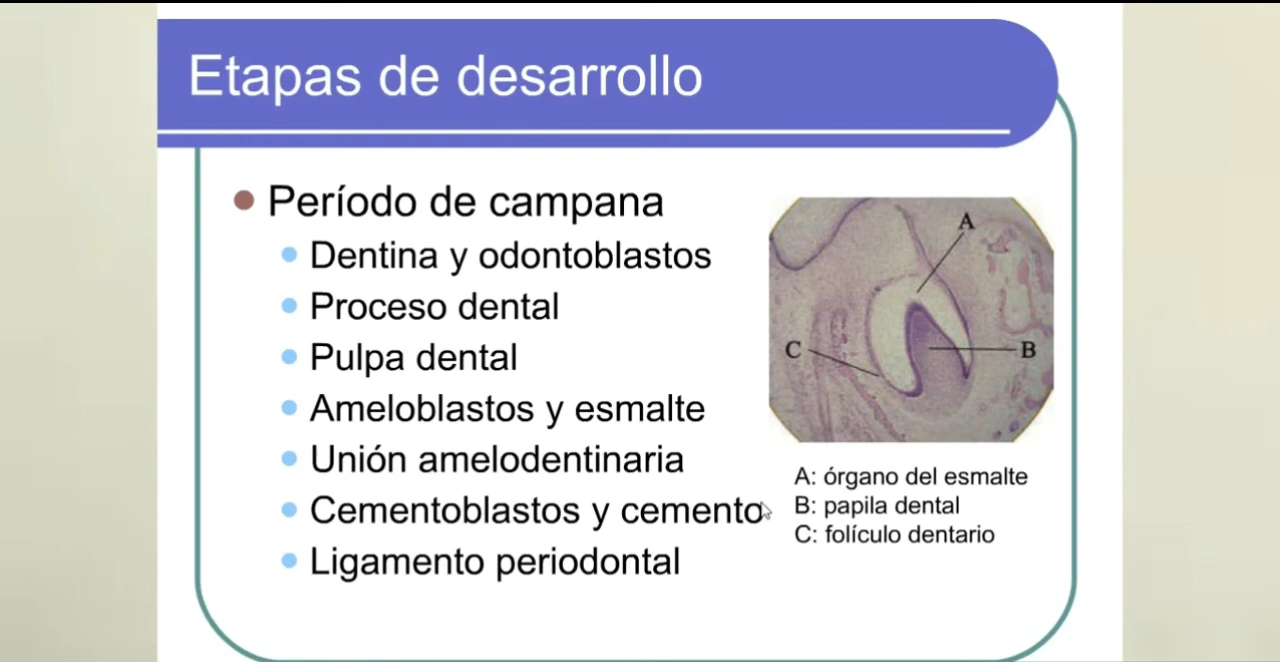 Etapas de desarrollo
Período de campana
Dentina y odontoblastos
Proceso dental
Pulpa dental
Ameloblastos y esmalte
Unión amelodentinaria
Cementoblastos y cemento
Ligamento periodontal
A
C
B
A: órgano del esmalte
B: papila dental
C: folículo dentario